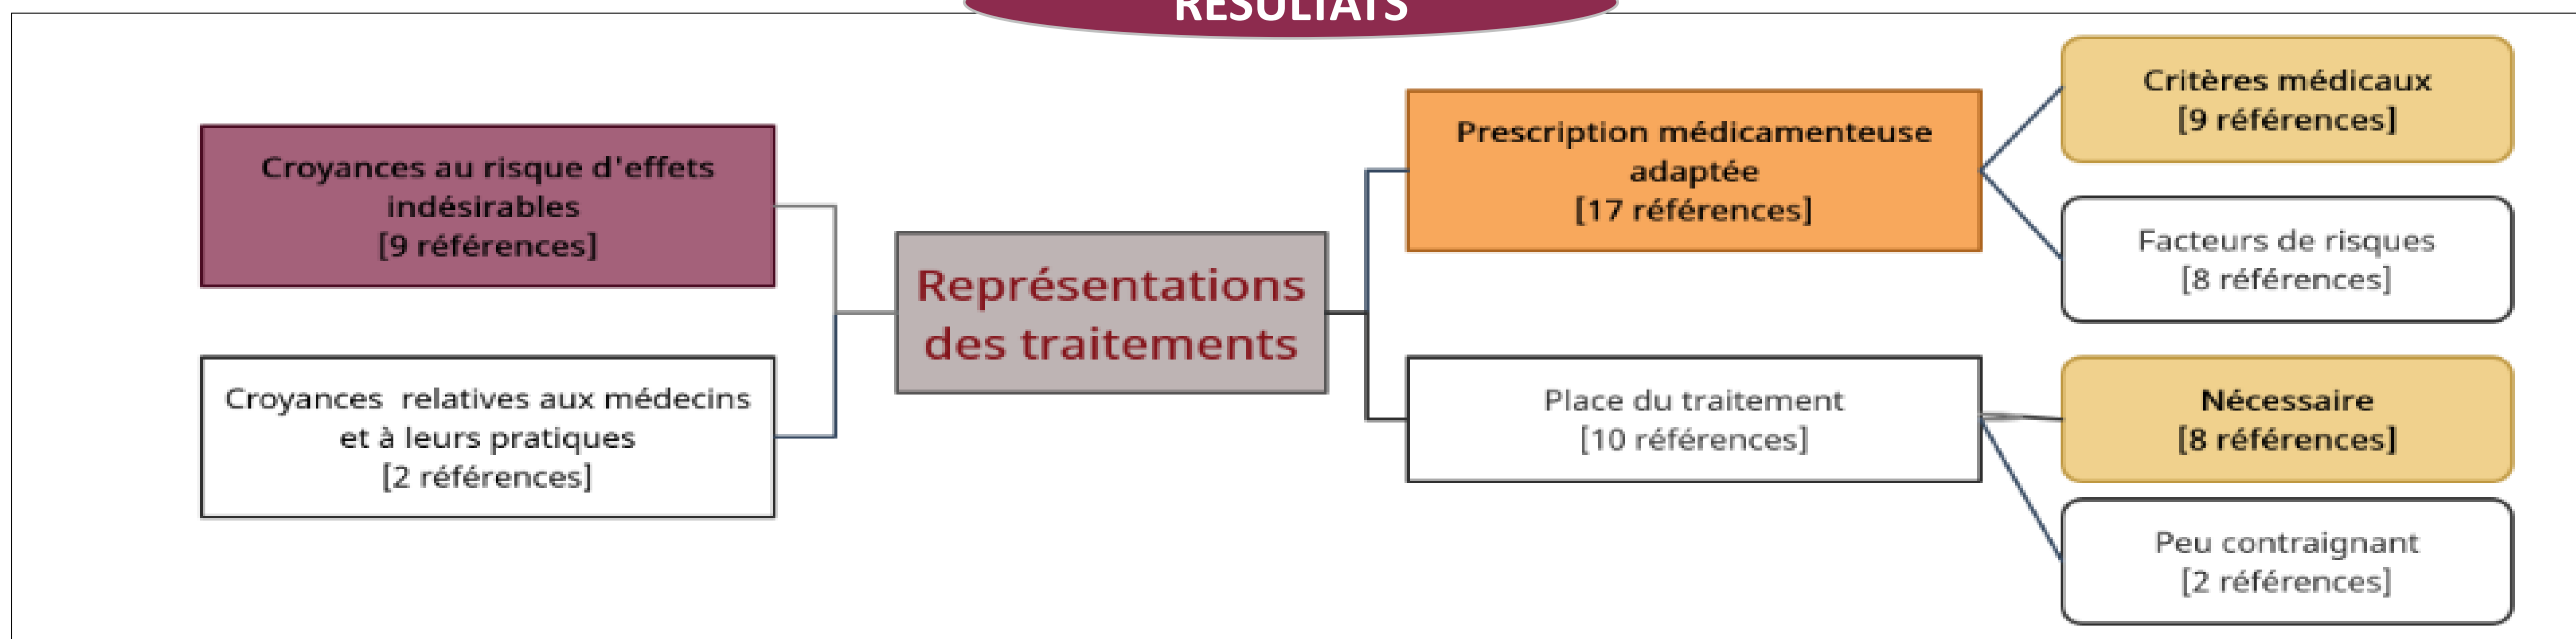 RÉSULTATS
Croyances au risque d'effets
indésirables
[9 références]
Croyances relatives aux médecins
et à leurs pratiques
[2 références]
Représentations
des traitements
Prescription médicamenteuse
adaptée
[17 références]
Place du traitement
[10 références]
Critères médicaux
[9 références]
Facteurs de risques
[8 références]
Nécessaire
[8 références]
Peu contraignant
[2 références]